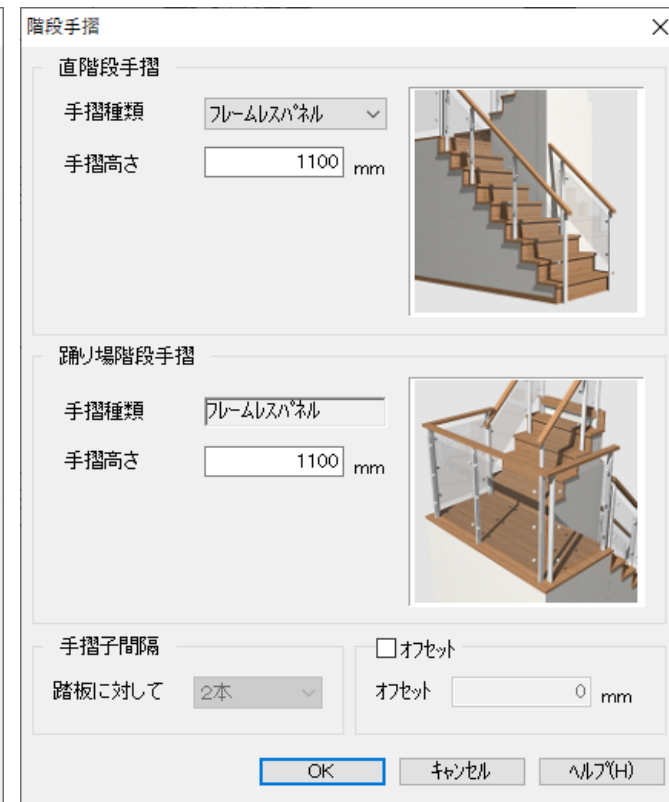 階段手摺
直階段手摺
手摺種類 フレームレスパネル
手摺高さ 1100 mm
踊り場階段手摺
手摺種類 フレームレスパネル
手摺高さ 1100 mm
手摺子間隔
踏板に対して 2本
オフセット
オフセット 0 mm
OK キャンセル ヘルプ(H)